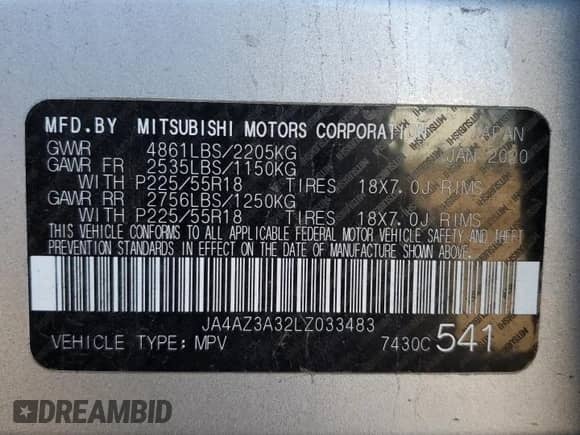 MFD.BY MITSUBISHI MOTORS CORPORATION JAPAN
GVWR 4861LBS/2205KG JAN 2020
GAWR FR 2535LBS/1150KG
WITH P225/55R18 TIRES 18X7.0J RIMS
GAWR RR 2756LBS/1250KG
WITH P225/55R18 TIRES 18X7.0J RIMS
THIS VEHICLE CONFORMS TO ALL APPLICABLE FEDERAL MOTOR VEHICLE SAFETY AND THEFT
PREVENTION STANDARDS IN EFFECT ON THE DATE OF MANUFACTURE SHOWN ABOVE.
JA4AZ3A32LZ033483
VEHICLE TYPE: MPV 7430C 541
DREAMBID